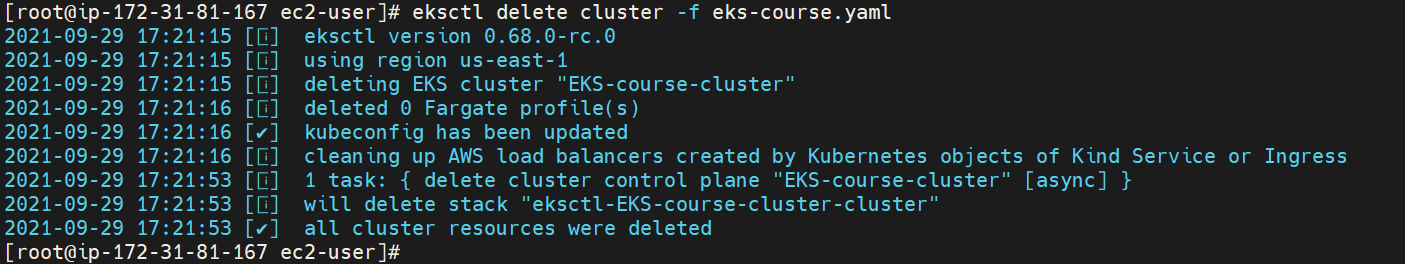 [root@ip-172-31-81-167 ec2-user]# eksctl delete cluster -f eks-course.yaml
2021-09-29 17:21:15 [ℹ]  eksctl version 0.68.0-rc.0
2021-09-29 17:21:15 [ℹ]  using region us-east-1
2021-09-29 17:21:15 [ℹ]  deleting EKS cluster "EKS-course-cluster"
2021-09-29 17:21:16 [ℹ]  deleted 0 Fargate profile(s)
2021-09-29 17:21:16 [✔]  kubeconfig has been updated
2021-09-29 17:21:16 [ℹ]  cleaning up AWS load balancers created by Kubernetes objects of Kind Service or Ingress
2021-09-29 17:21:53 [ℹ]  1 task: { delete cluster control plane "EKS-course-cluster" [async] }
2021-09-29 17:21:53 [ℹ]  will delete stack "eksctl-EKS-course-cluster-cluster"
2021-09-29 17:21:53 [✔]  all cluster resources were deleted
[root@ip-172-31-81-167 ec2-user]#